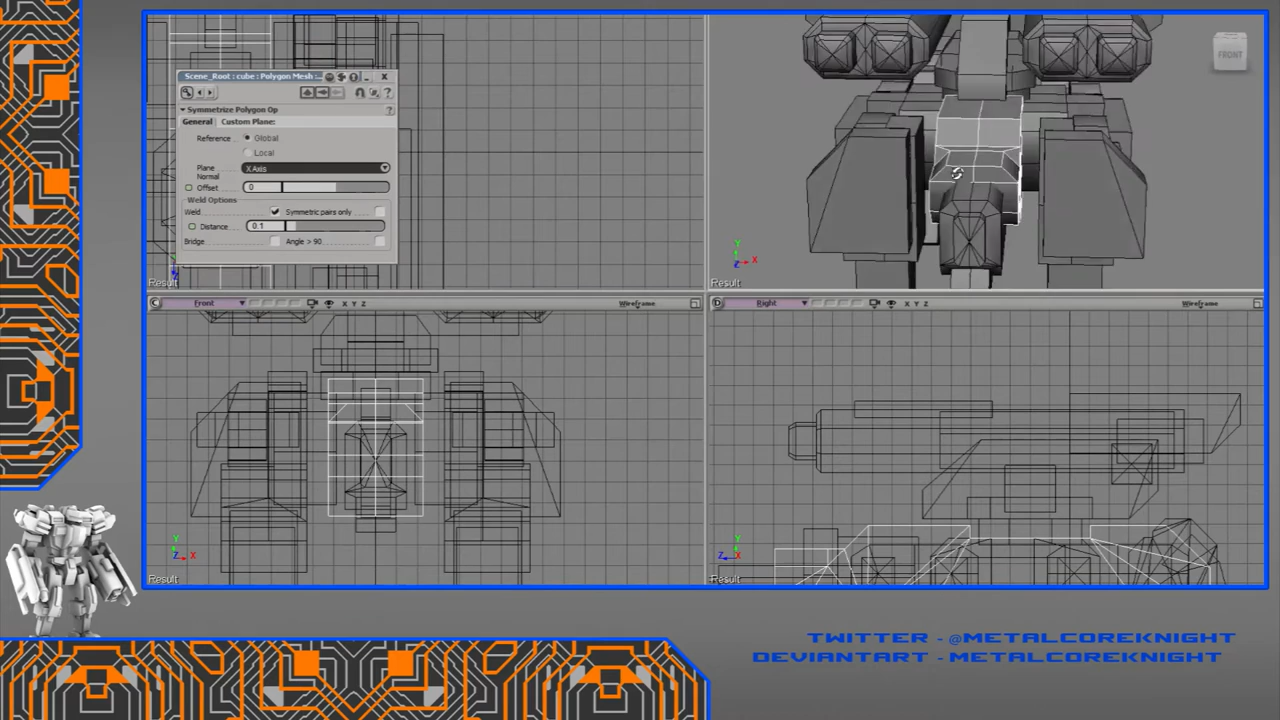 Scene_Root : cube : Polygon Mesh :...
Symmetrize Polygon Op
General Custom Plane:
Reference Global
Local
Plane Normal X Axis
Offset 0
Weld Options
Weld Symmetric pairs only
Distance 0.1
Bridge Angle > 90
Result
FRONT
Y
Z X
Result
C Front X Y Z Wireframe
Y
Z X
Result
D Right X Y Z Wireframe
Y
Z X
Result
TWITTER - @METALCOREKNIGHT
DEVIANTART - METALCOREKNIGHT